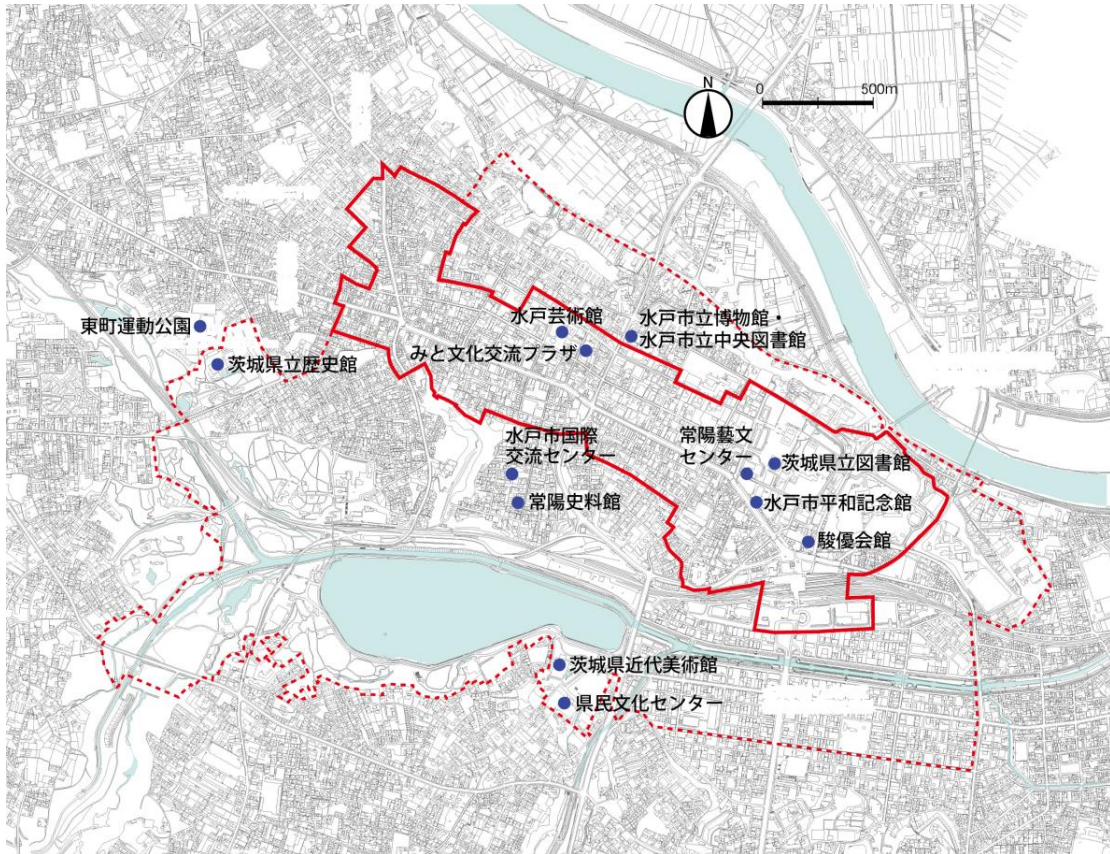 N
0 500m
水戸芸術館
水戸市立博物館・
水戸市立中央図書館
東町運動公園
みと文化交流プラザ
茨城県立歴史館
水戸市国際
交流センター
常陽藝文
センター
茨城県立図書館
常陽史料館
水戸市平和記念館
駿優会館
茨城県近代美術館
県民文化センター